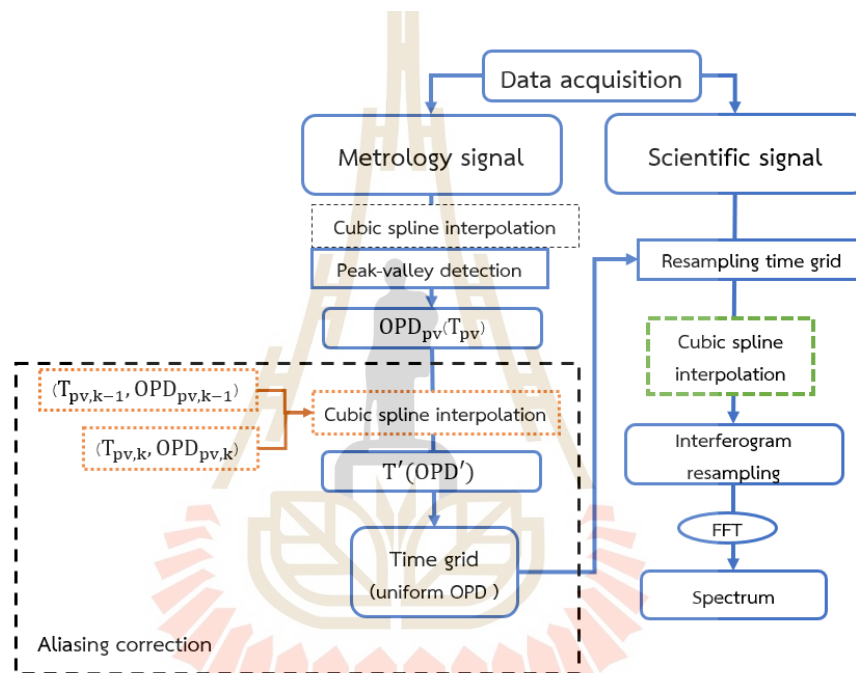 Data acquisition
Metrology signal
Scientific signal
Cubic spline interpolation
Peak-valley detection
Resampling time grid
OPD_pv(T_pv)
Cubic spline
interpolation
(T_pv,k−1, OPD_pv,k−1)
Cubic spline interpolation
(T_pv,k, OPD_pv,k)
Interferogram
resampling
T′(OPD′)
FFT
Time grid
(uniform OPD )
Spectrum
Aliasing correction